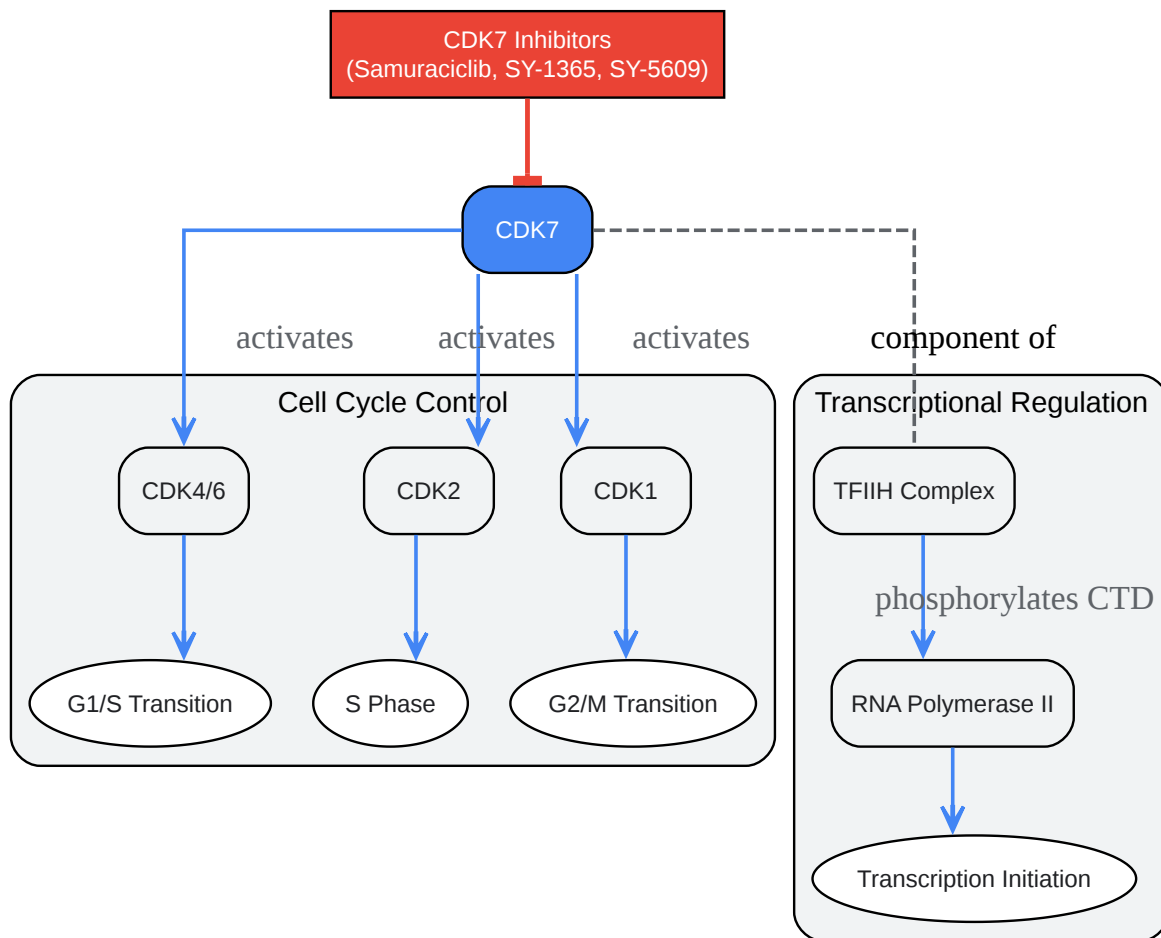 CDK7 Inhibitors
(Samuraciclib, SY-1365, SY-5609)
CDK7
activates
activates
activates
component of
Cell Cycle Control
Transcriptional Regulation
CDK4/6
CDK2
CDK1
TFIIH Complex
phosphorylates CTD
G1/S Transition
S Phase
G2/M Transition
RNA Polymerase II
Transcription Initiation